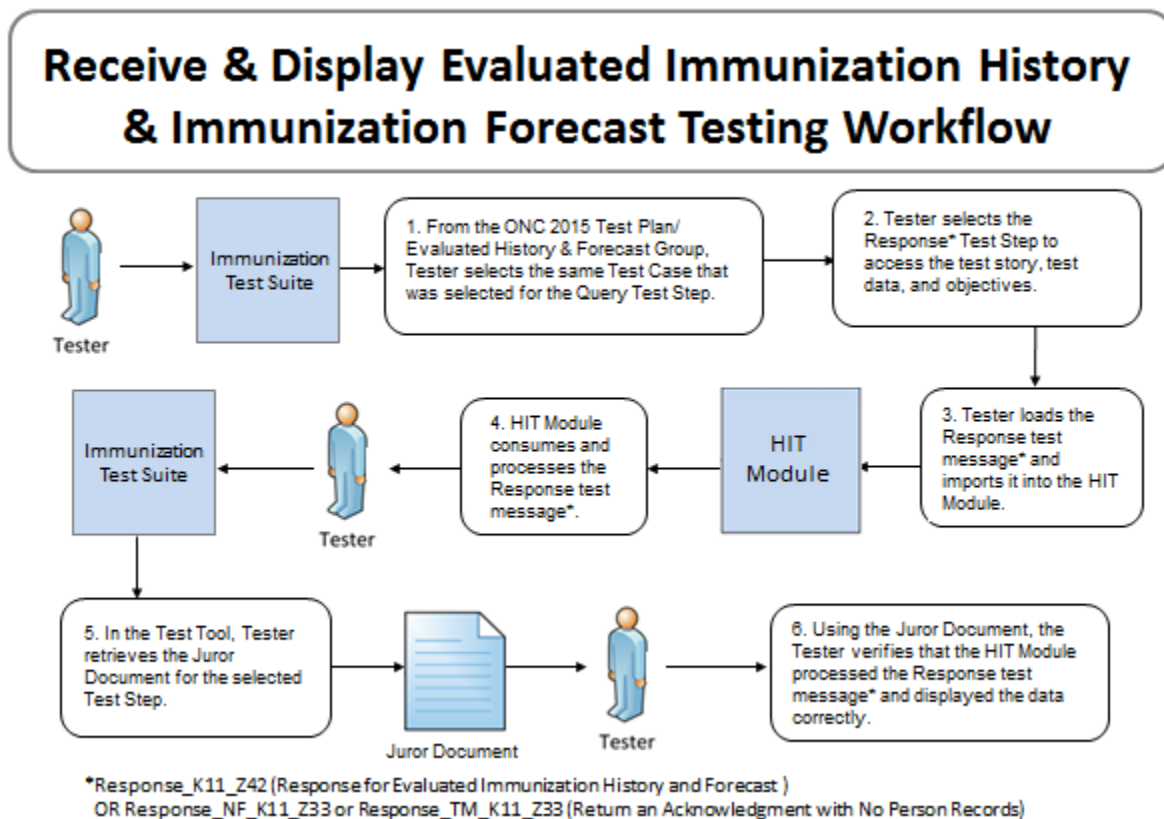 Receive & Display Evaluated Immunization History
& Immunization Forecast Testing Workflow
Tester
Immunization
Test Suite
1. From the ONC 2015 Test Plan/
Evaluated History & Forecast Group,
Tester selects the same Test Case that
was selected for the Query Test Step.
2. Tester selects the
Response* Test Step to
access the test story, test
data, and objectives.
3. Tester loads the
Response test
message* and
imports it into the HIT
Module.
HIT
Module
4. HIT Module
consumes and
processes the
Response test
message*.
Tester
Immunization
Test Suite
5. In the Test Tool, Tester
retrieves the Juror
Document for the selected
Test Step.
Juror Document
Tester
6. Using the Juror Document, the
Tester verifies that the HIT Module
processed the Response test
message* and displayed the data
correctly.
*Response_K11_Z42 (Response for Evaluated Immunization History and Forecast )
OR Response_NF_K11_Z33 or Response_TM_K11_Z33 (Return an Acknowledgment with No Person Records)